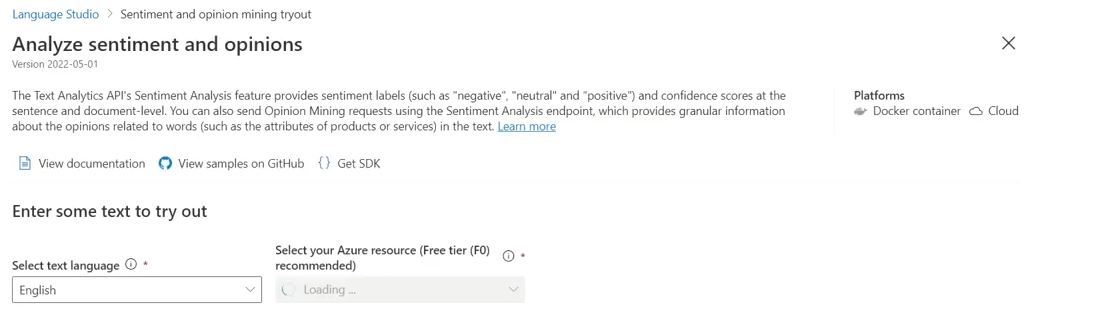 Language Studio > Sentiment and opinion mining tryout
Analyze sentiment and opinions
Version 2022-05-01
The Text Analytics API's Sentiment Analysis feature provides sentiment labels (such as "negative", "neutral" and "positive") and confidence scores at the
sentence and document-level. You can also send Opinion Mining requests using the Sentiment Analysis endpoint, which provides granular information
about the opinions related to words (such as the attributes of products or services) in the text. Learn more
Platforms
Docker container Cloud
View documentation View samples on GitHub {} Get SDK
Enter some text to try out
Select text language *
English
Select your Azure resource (Free tier (F0)
recommended) *
Loading ...